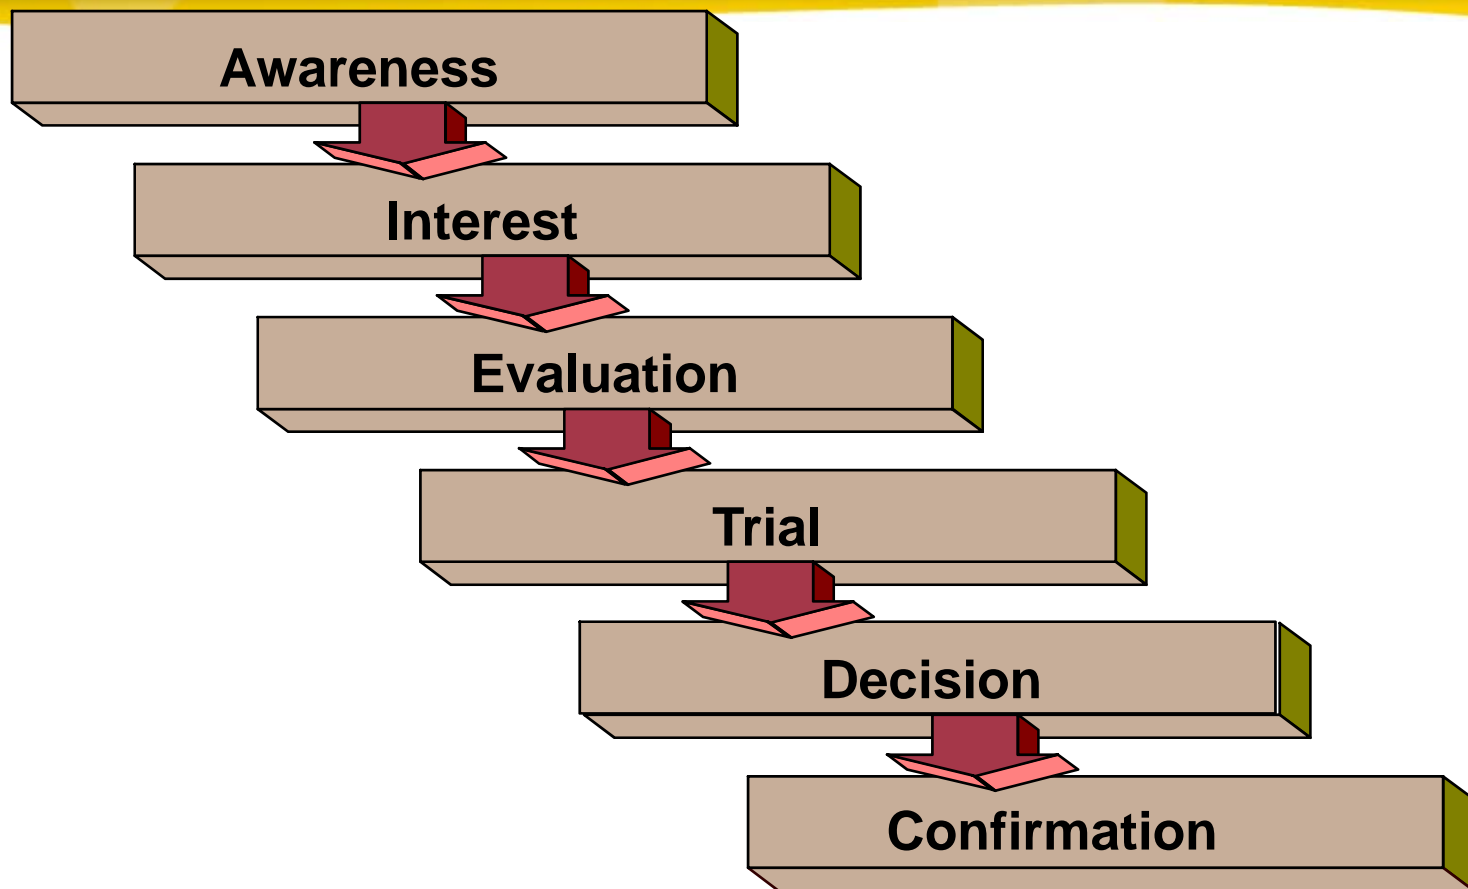 Awareness
Interest
Evaluation
Trial
Decision
Confirmation